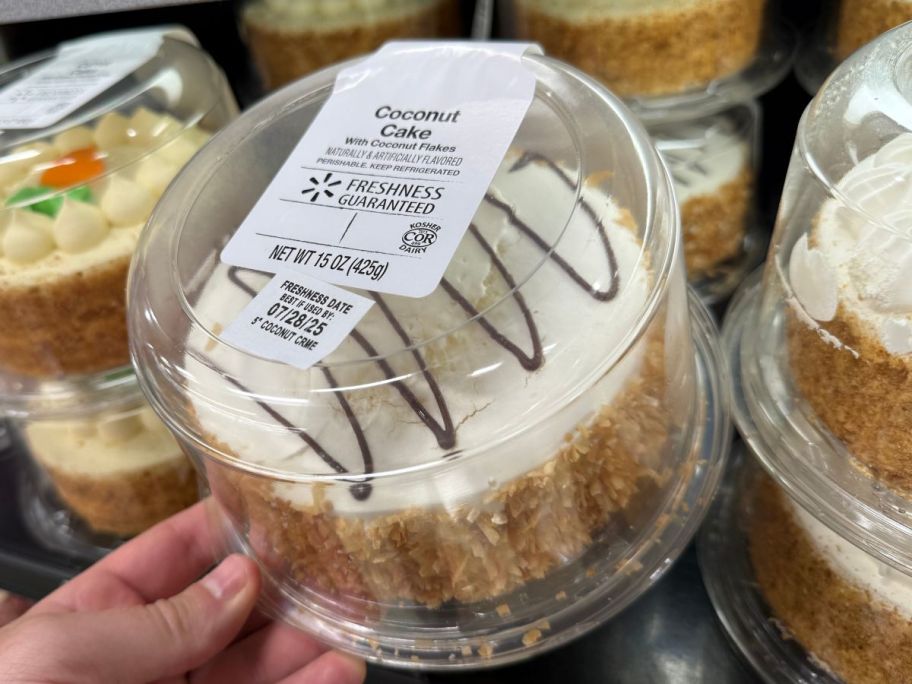 Coconut
Cake
With Coconut Flakes
NATURALLY & ARTIFICIALLY FLAVORED
PERISHABLE. KEEP REFRIGERATED
FRESHNESS
GUARANTEED
KOSHER
COR
DAIRY
NET WT 15 OZ (425g)
FRESHNESS DATE
BEST IF USED BY:
07/28/25
5" COCONUT CRME